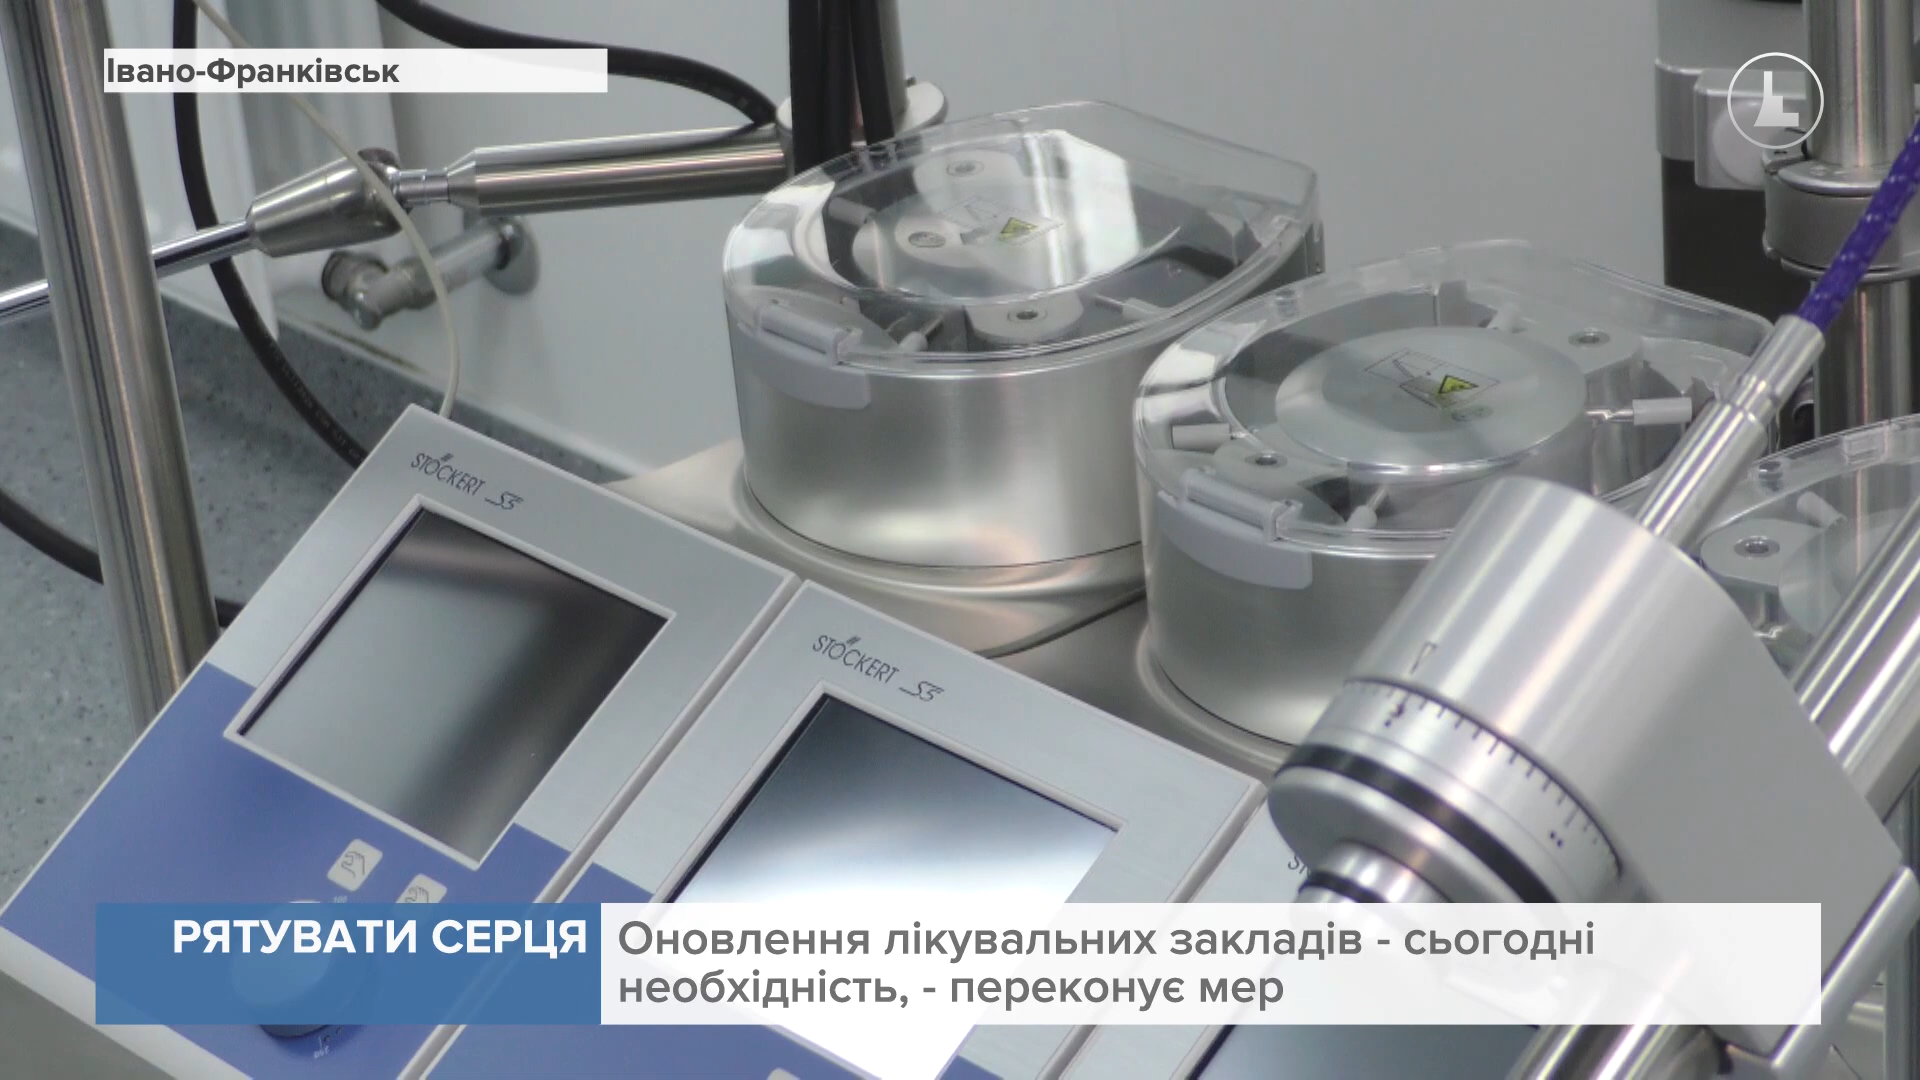 Івано-Франківськ
STÖCKERT S5
STÖCKERT S5
РЯТУВАТИ СЕРЦЯ
Оновлення лікувальних закладів - сьогодні
необхідність, - переконує мер